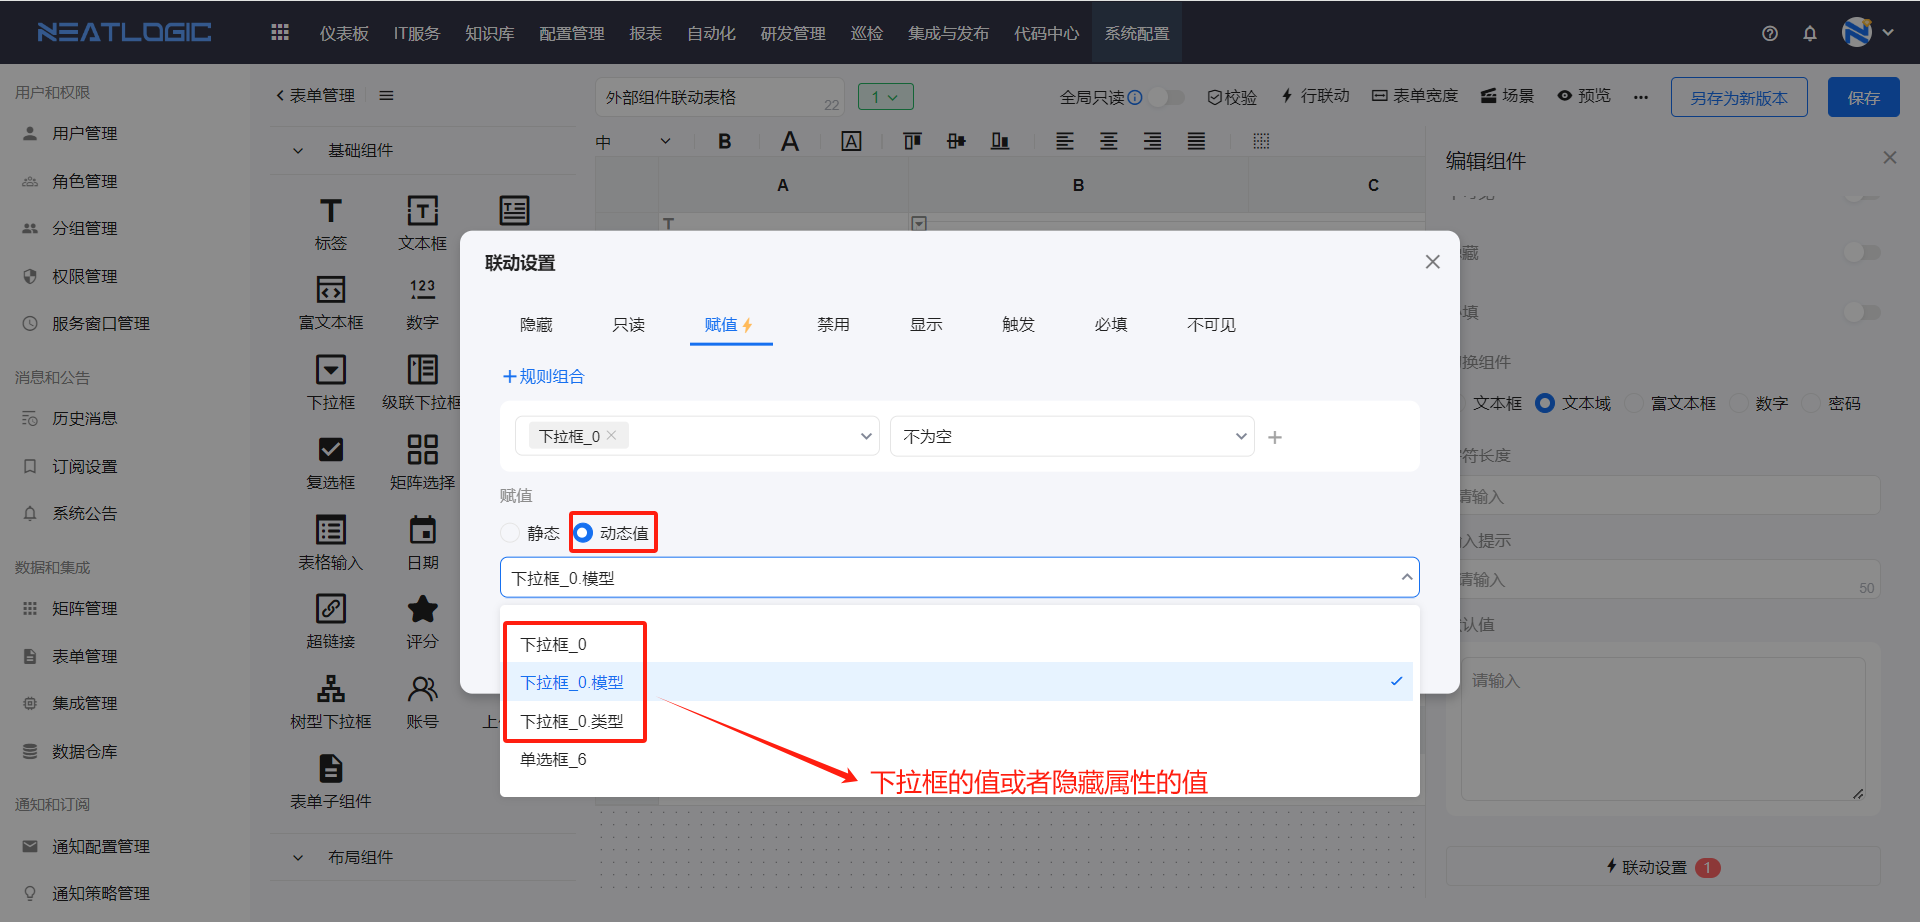 NEATLOGIC
仪表板
IT服务
知识库
配置管理
报表
自动化
研发管理
巡检
集成与发布
代码中心
系统配置
用户和权限
用户管理
角色管理
分组管理
权限管理
服务窗口管理
消息和公告
历史消息
订阅设置
系统公告
数据和集成
矩阵管理
表单管理
集成管理
数据仓库
通知和订阅
通知配置管理
通知策略管理
表单管理
基础组件
标签
文本框
富文本框
数字
下拉框
级联下拉框
复选框
矩阵选择
表格输入
日期
超链接
评分
树型下拉框
账号
上
表单子组件
布局组件
外部组件联动表格
22
1
全局只读
校验
行联动
表单宽度
场景
预览
另存为新版本
保存
中
B
A
A
A
B
C
编辑组件
藏
填
换组件
文本框
文本域
富文本框
数字
密码
符长度
请输入
入提示
请输入
50
认值
请输入
联动设置
1
联动设置
隐藏
只读
赋值
禁用
显示
触发
必填
不可见
规则组合
下拉框_0
不为空
赋值
静态
动态值
下拉框_0.模型
下拉框_0
下拉框_0.模型
下拉框_0.类型
单选框_6
下拉框的值或者隐藏属性的值